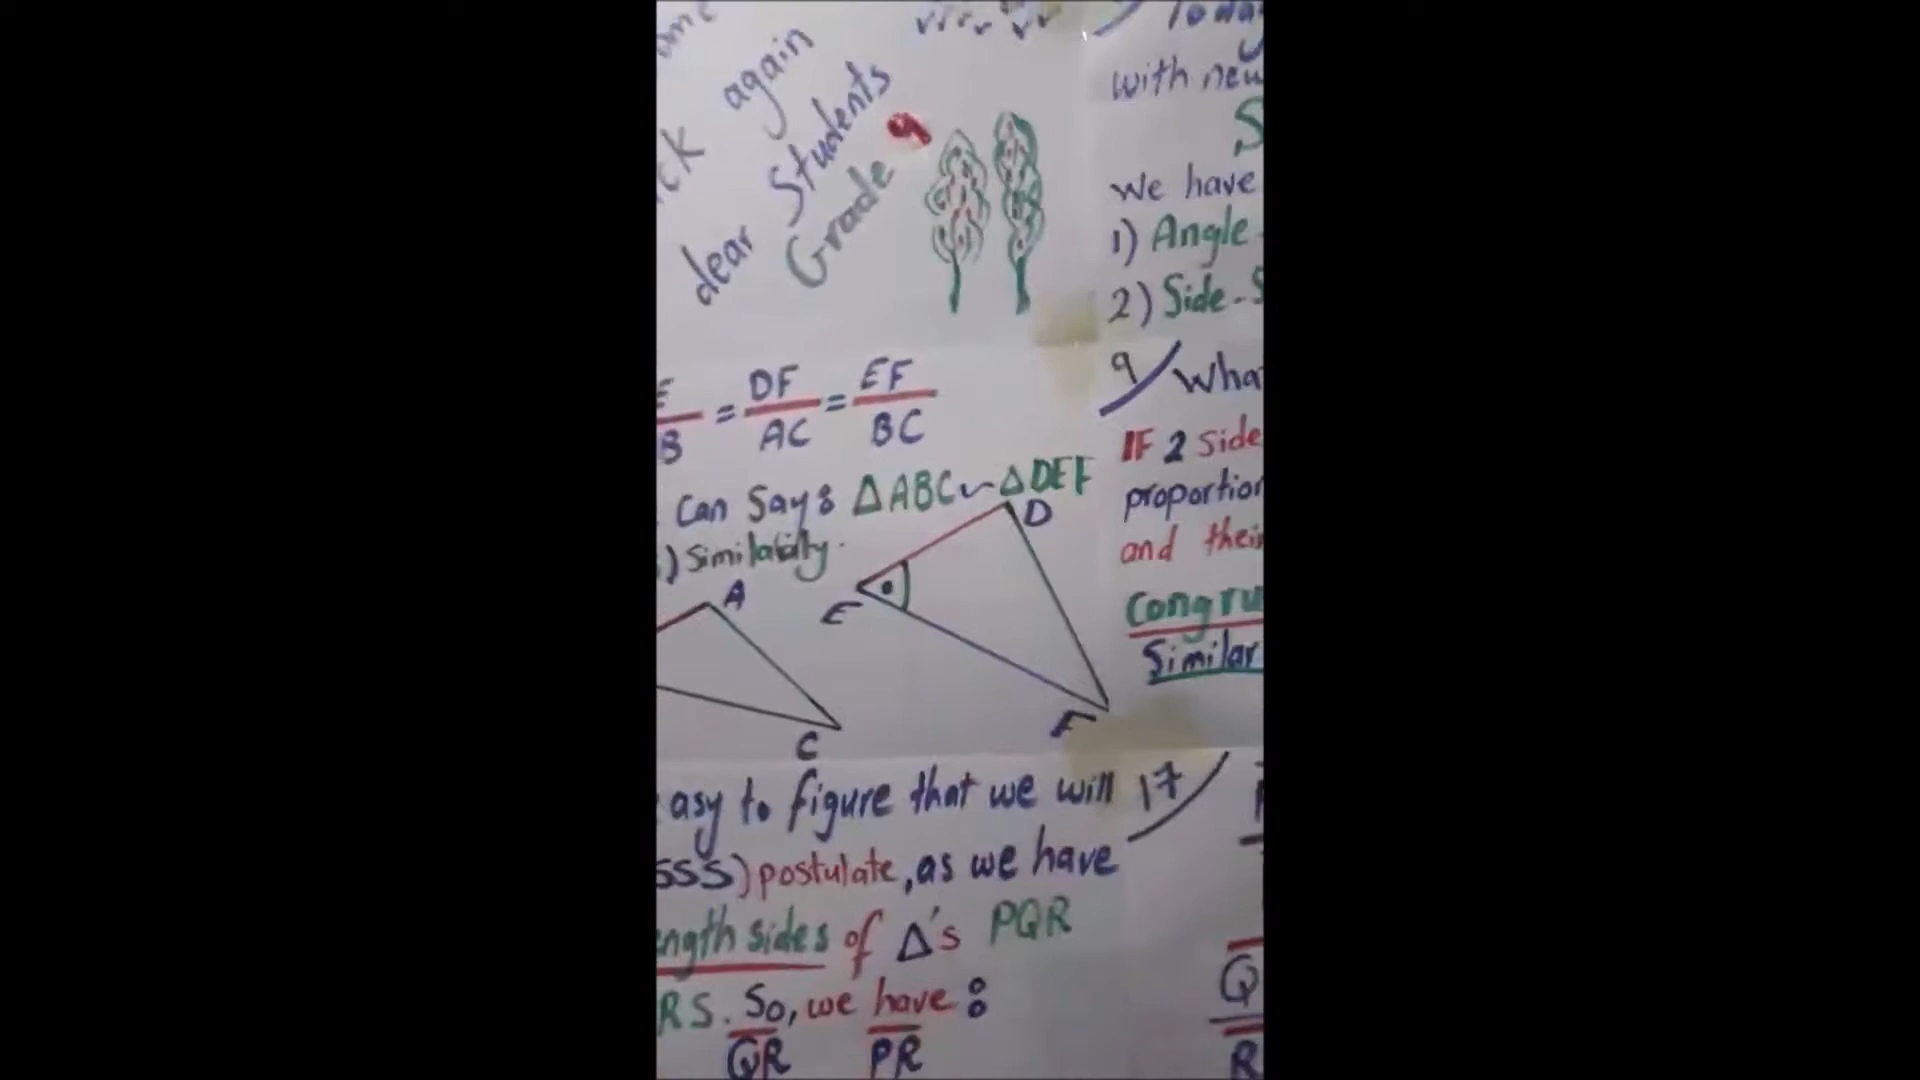 again
dear Students
Grade 9
DF EF
= =
B AC BC
can say: ΔABC ~ ΔDEF
) Similarity.
A
D
E
C
F
asy to figure that we will
SSS) postulate, as we have
ngth sides of Δ's PQR
RS. So, we have:
QR PR
Today
with new
S
we have
1) Angle-
2) Side-S
9
Wha
IF 2 side
proportion
and their
Congru
Similar
17
Q
R